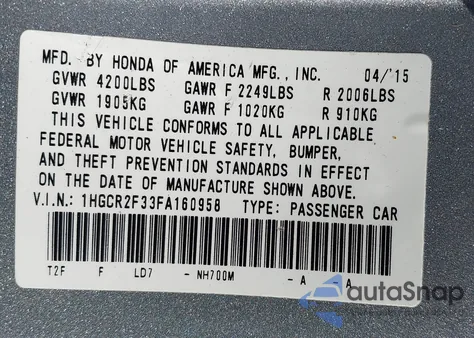 MFD. BY HONDA OF AMERICA MFG., INC. 04/'15
GVWR 4200LBS GAWR F 2249LBS R 2006LBS
GVWR 1905KG GAWR F 1020KG R 910KG
THIS VEHICLE CONFORMS TO ALL APPLICABLE
FEDERAL MOTOR VEHICLE SAFETY, BUMPER,
AND THEFT PREVENTION STANDARDS IN EFFECT
ON THE DATE OF MANUFACTURE SHOWN ABOVE.
V.I.N.: 1HGCR2F33FA160958 TYPE: PASSENGER CAR
T2F F LD7 - NH700M - A A
autoSnap